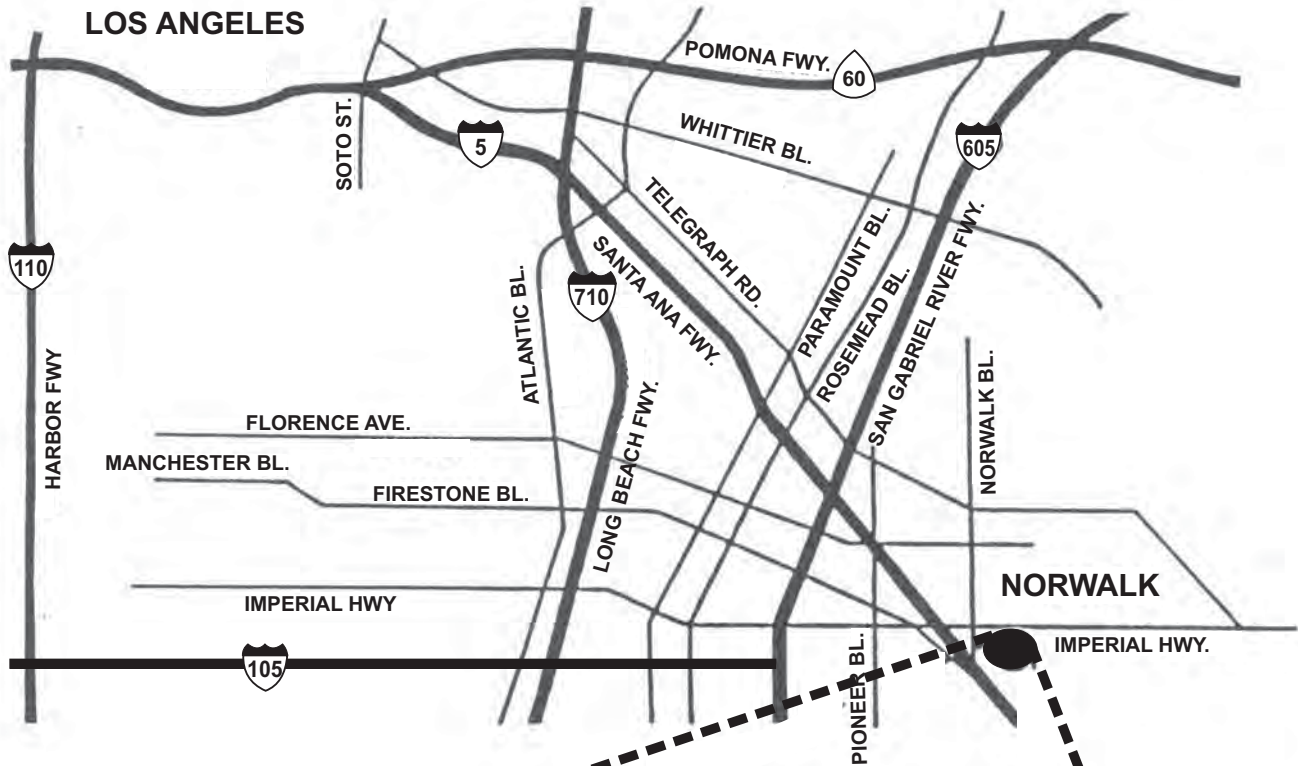 LOS ANGELES
POMONA FWY.
60
SOTO ST.
5
WHITTIER BL.
605
TELEGRAPH RD.
110
SANTA ANA FWY.
PARAMOUNT BL.
ROSEMEAD BL.
SAN GABRIEL RIVER FWY.
710
ATLANTIC BL.
HARBOR FWY
LONG BEACH FWY.
NORWALK BL.
FLORENCE AVE.
MANCHESTER BL.
FIRESTONE BL.
NORWALK
IMPERIAL HWY
IMPERIAL HWY.
105
PIONEER BL.